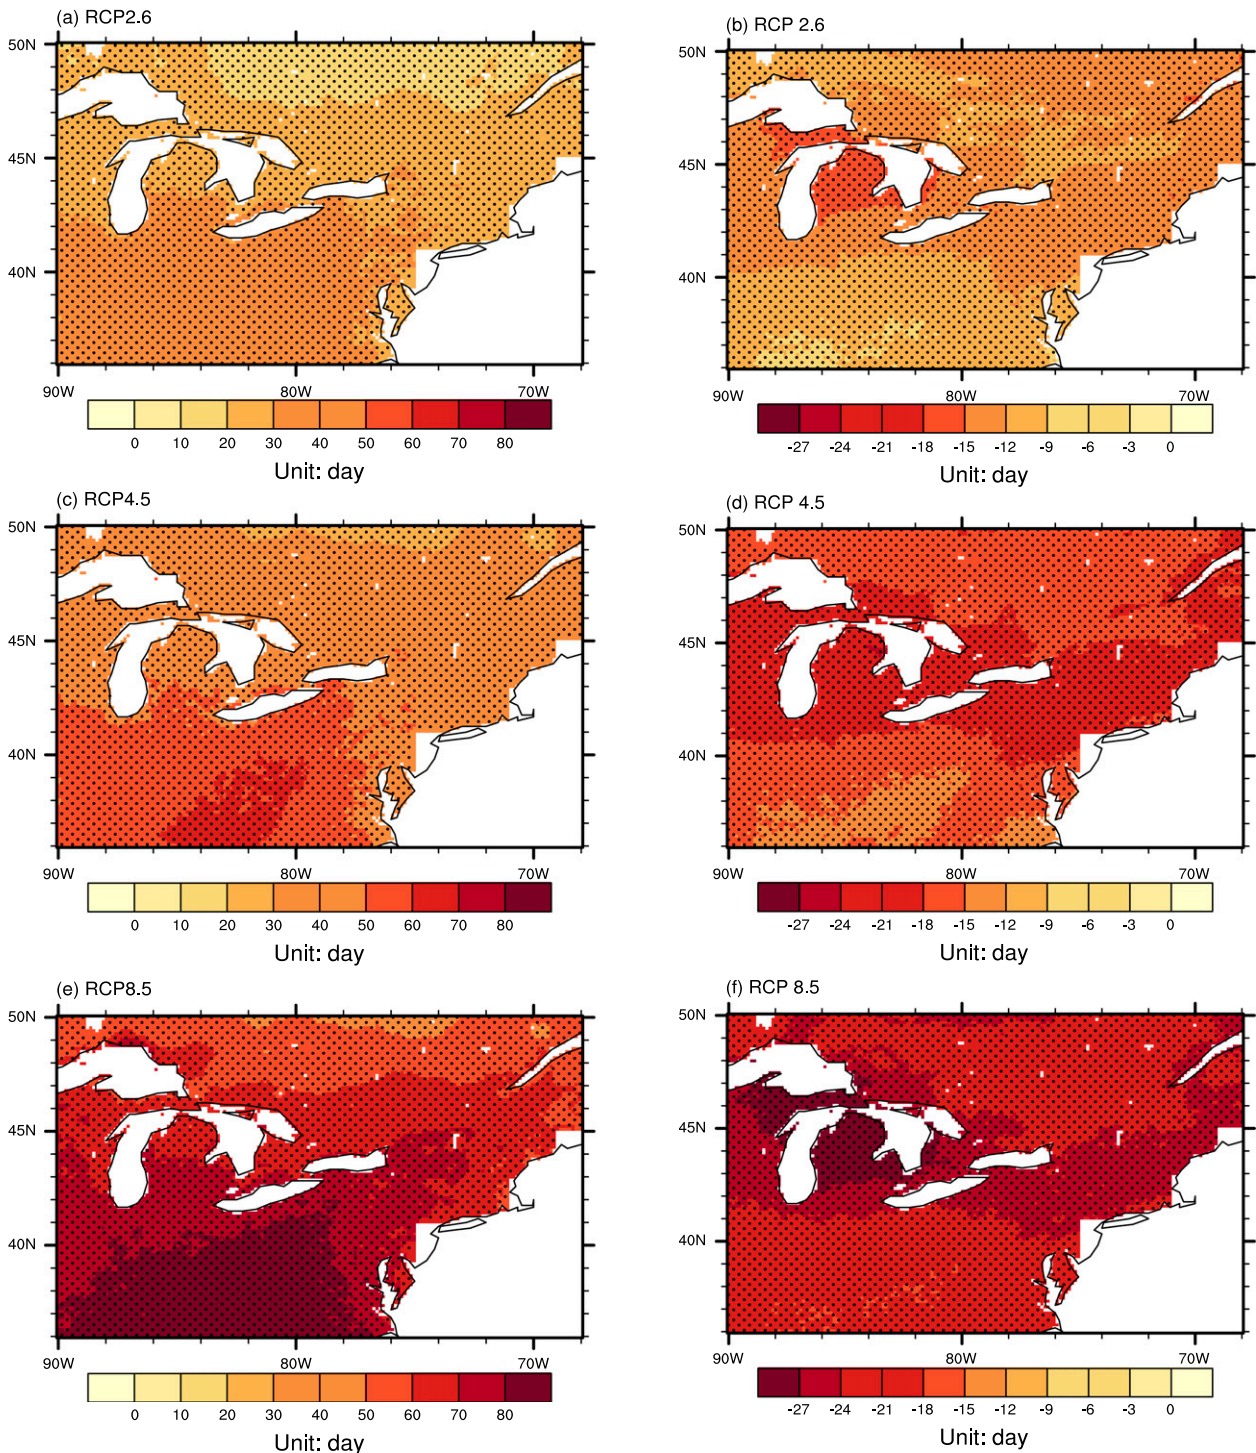 (a) RCP2.6
50N
45N
40N
90W 80W 70W
0 10 20 30 40 50 60 70 80
Unit: day
(b) RCP 2.6
50N
45N
40N
90W 80W 70W
-27 -24 -21 -18 -15 -12 -9 -6 -3 0
Unit: day
(c) RCP4.5
50N
45N
40N
90W 80W 70W
0 10 20 30 40 50 60 70 80
Unit: day
(d) RCP 4.5
50N
45N
40N
90W 80W 70W
-27 -24 -21 -18 -15 -12 -9 -6 -3 0
Unit: day
(e) RCP8.5
50N
45N
40N
90W 80W 70W
0 10 20 30 40 50 60 70 80
Unit: day
(f) RCP 8.5
50N
45N
40N
90W 80W 70W
-27 -24 -21 -18 -15 -12 -9 -6 -3 0
Unit: day